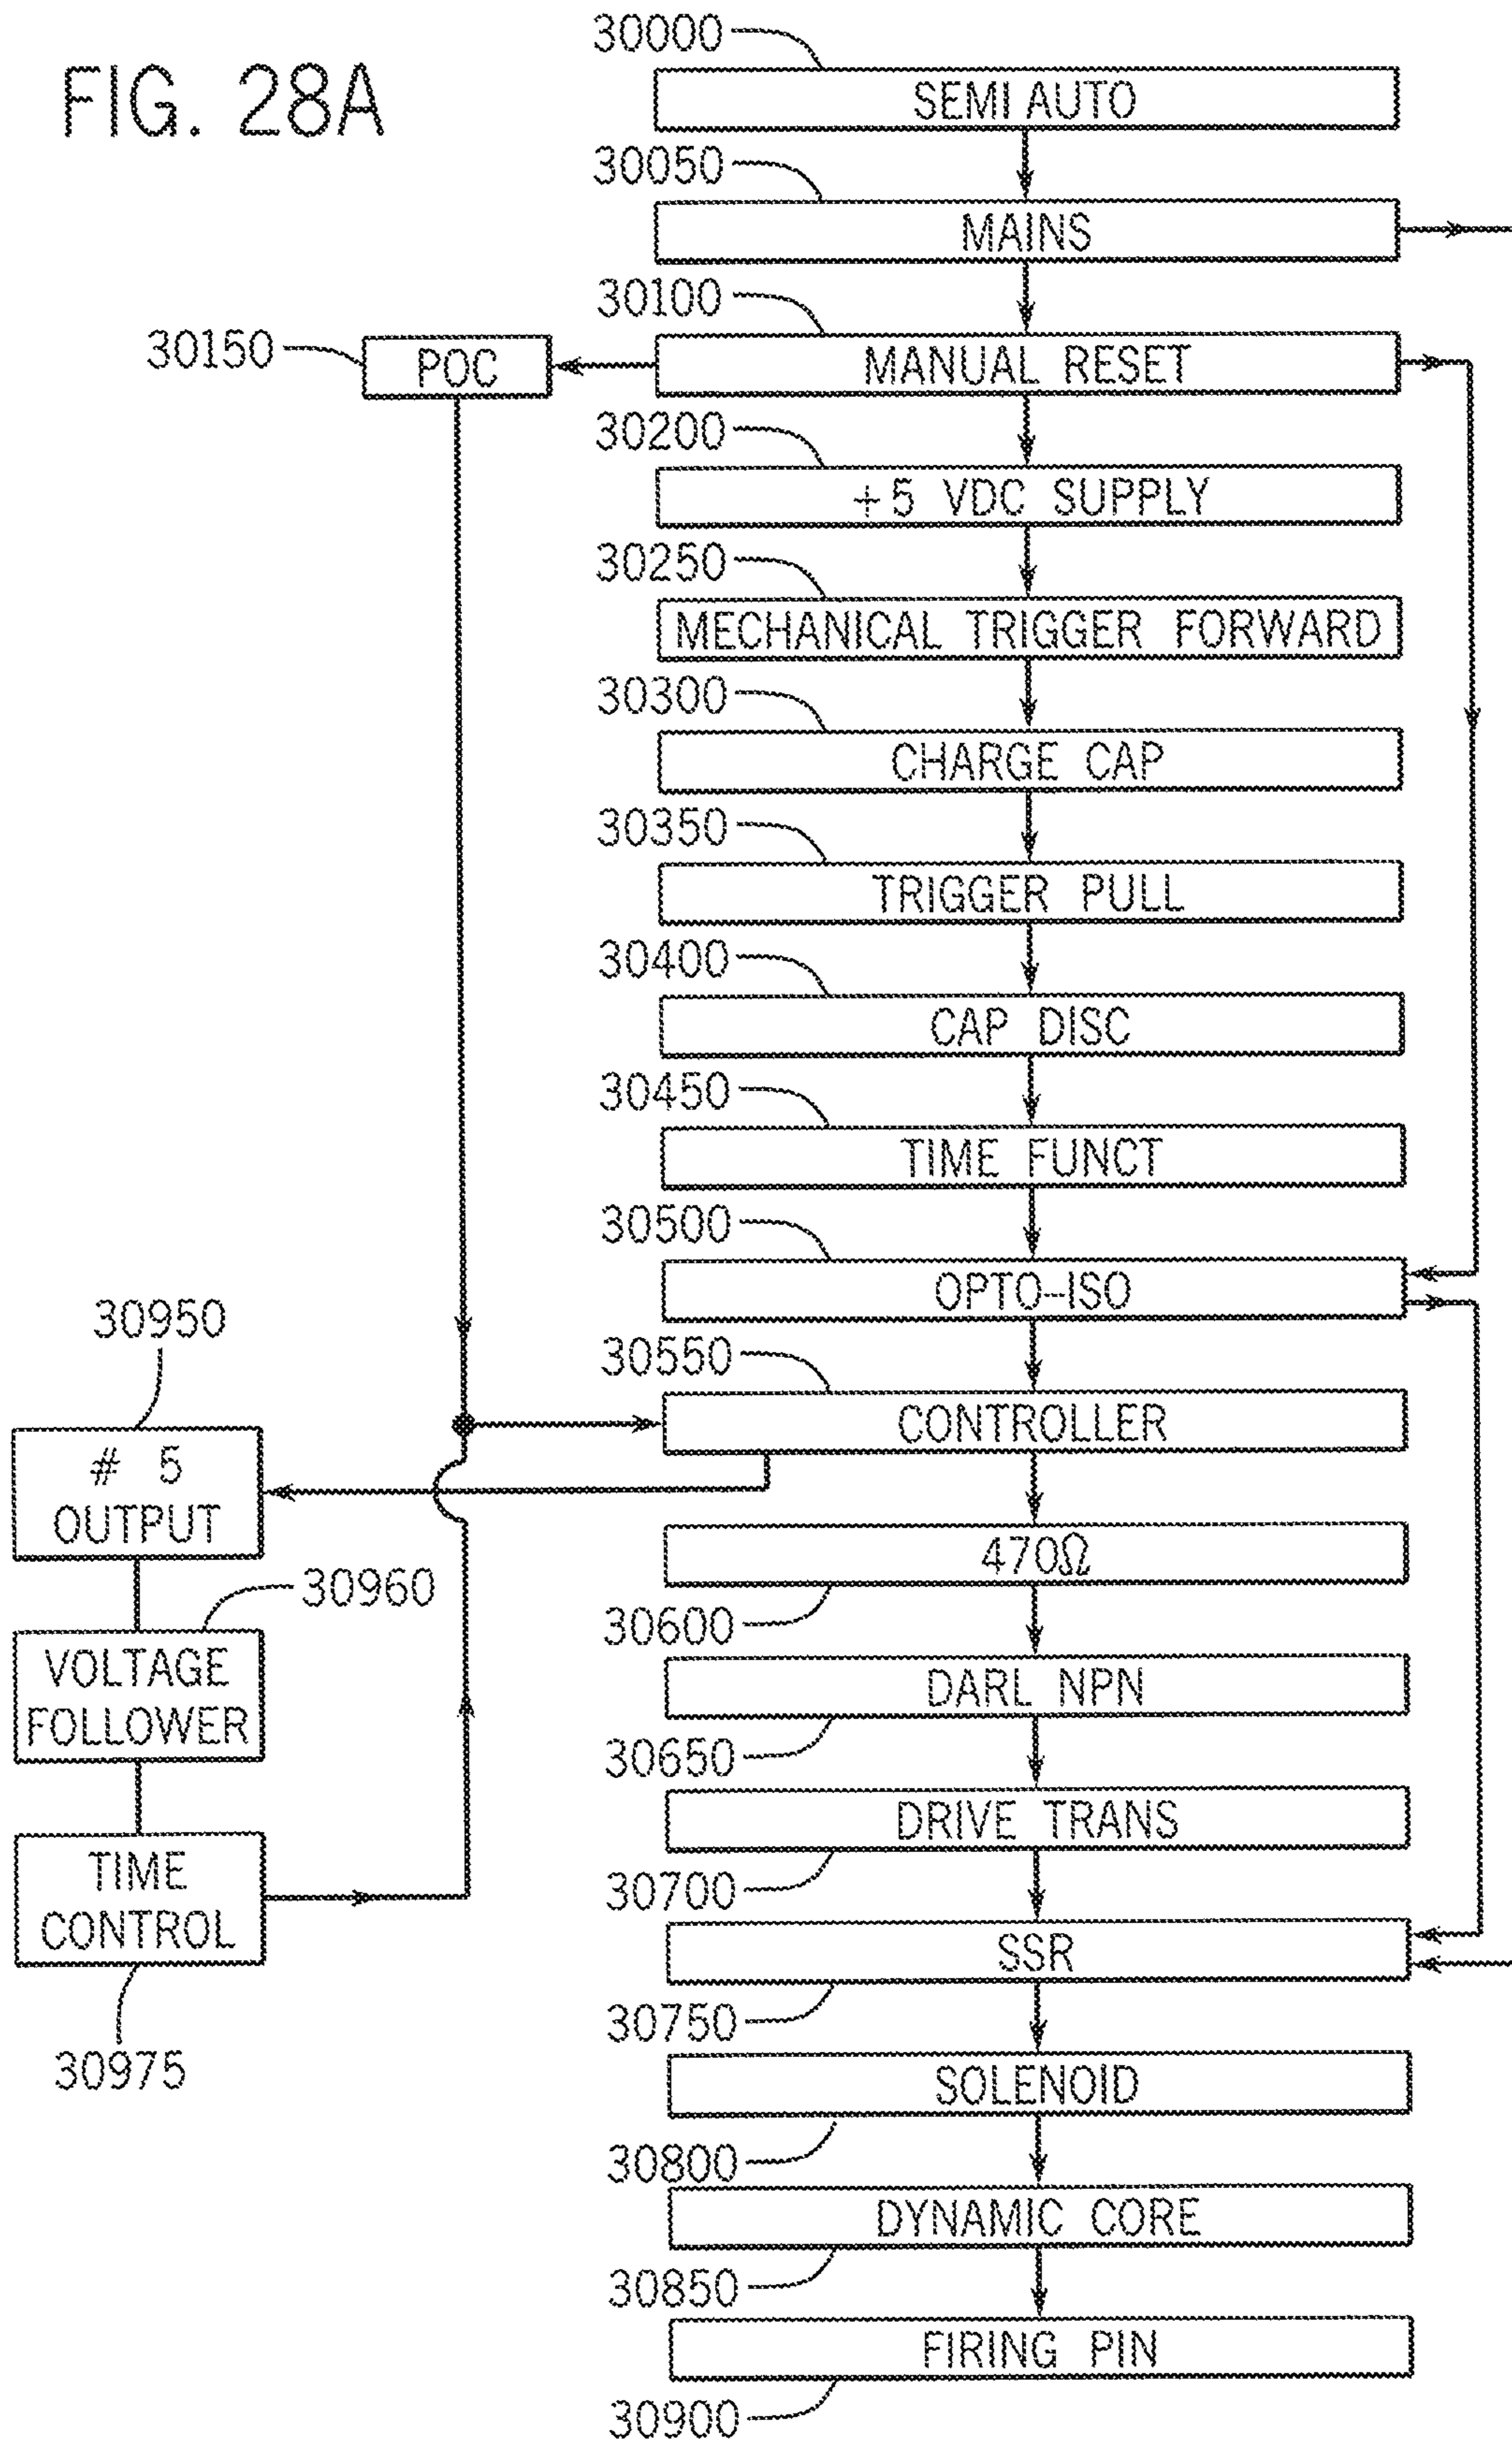 FIG. 28A
30000
SEMI AUTO
30050
MAINS
30100
MANUAL RESET
30150
POC
30200
+5 VDC SUPPLY
30250
MECHANICAL TRIGGER FORWARD
30300
CHARGE CAP
30350
TRIGGER PULL
30400
CAP DISC
30450
TIME FUNCT
30500
OPTO-ISO
30550
CONTROLLER
30950
# 5
OUTPUT
470Ω
30600
30960
VOLTAGE
FOLLOWER
DARL NPN
30650
DRIVE TRANS
30700
TIME
CONTROL
30975
SSR
30750
SOLENOID
30800
DYNAMIC CORE
30850
FIRING PIN
30900